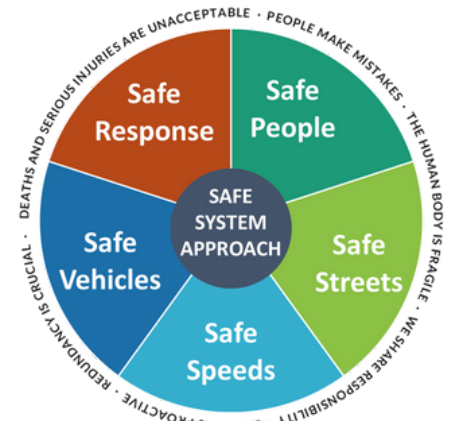 DEATHS AND SERIOUS INJURIES ARE UNACCEPTABLE · PEOPLE MAKE MISTAKES · THE HUMAN BODY IS FRAGILE · WE SHARE RESPONSIBILITY ·
REDUNDANCY IS CRUCIAL ·
Safe
Response
Safe
People
SAFE
SYSTEM
APPROACH
Safe
Vehicles
Safe
Streets
Safe
Speeds